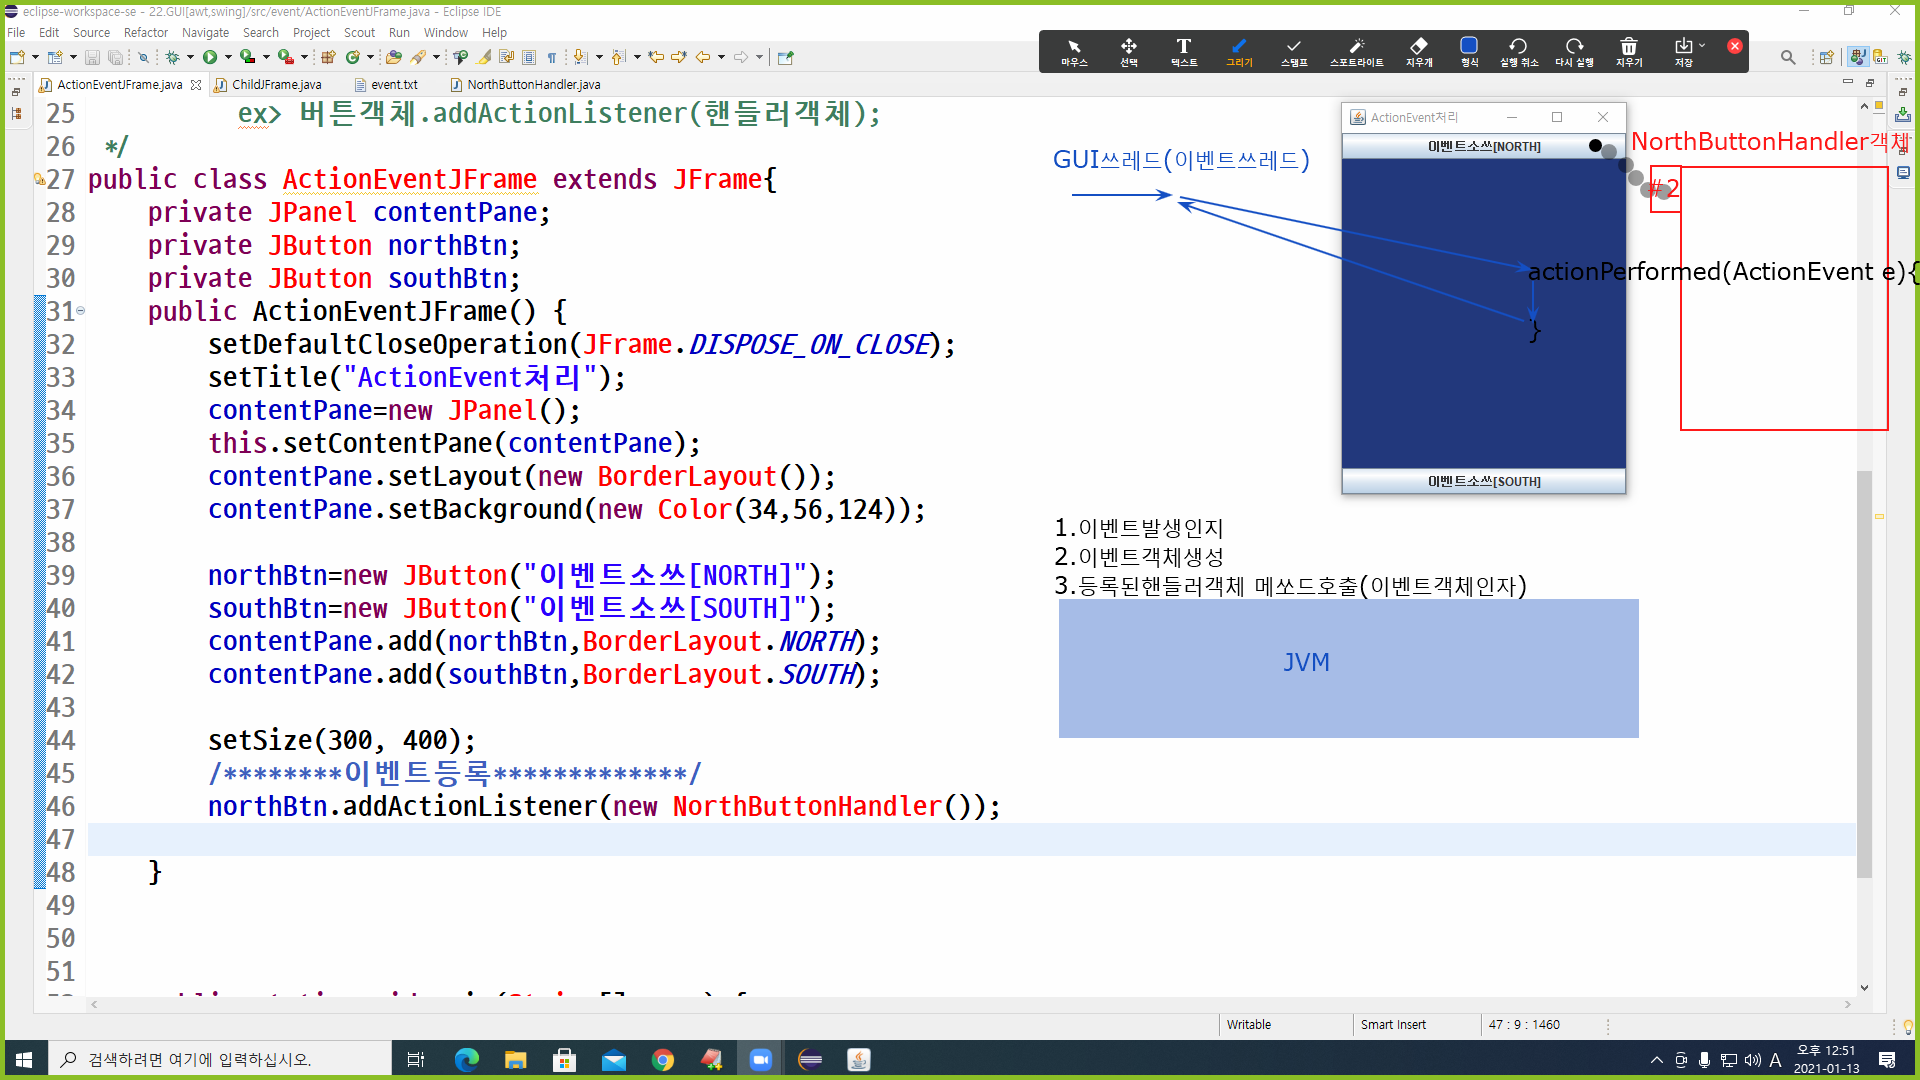 eclipse-workspace-se - 22.GUI[awt,swing]/src/event/ActionEventJFrame.java - Eclipse IDE
File Edit Source Refactor Navigate Search Project Scout Run Window Help
마우스 선택 텍스트 그리기 스탬프 스포트라이트 지우개 형식 실행 취소 다시 실행 지우기 저장
ActionEventJFrame.java ChildJFrame.java event.txt NorthButtonHandler.java
25 ex> 버튼객체.addActionListener(핸들러객체);
26 */
27 public class ActionEventJFrame extends JFrame{
28 private JPanel contentPane;
29 private JButton northBtn;
30 private JButton southBtn;
31 public ActionEventJFrame() {
32 setDefaultCloseOperation(JFrame.DISPOSE_ON_CLOSE);
33 setTitle("ActionEvent처리");
34 contentPane=new JPanel();
35 this.setContentPane(contentPane);
36 contentPane.setLayout(new BorderLayout());
37 contentPane.setBackground(new Color(34,56,124));
38
39 northBtn=new JButton("이벤트소쓰[NORTH]");
40 southBtn=new JButton("이벤트소쓰[SOUTH]");
41 contentPane.add(northBtn,BorderLayout.NORTH);
42 contentPane.add(southBtn,BorderLayout.SOUTH);
43
44 setSize(300, 400);
45 /********이벤트등록*************/
46 northBtn.addActionListener(new NorthButtonHandler());
47
48 }
49
50
51
ActionEvent처리
이벤트소쓰[NORTH]
NorthButtonHandler객체
GUI쓰레드(이벤트쓰레드)
#2
actionPerformed(ActionEvent e){
}
이벤트소쓰[SOUTH]
1.이벤트발생인지
2.이벤트객체생성
3.등록된핸들러객체 메쏘드호출(이벤트객체인자)
JVM
Writable Smart Insert 47 : 9 : 1460
검색하려면 여기에 입력하십시오.
A 오후 12:51
2021-01-13